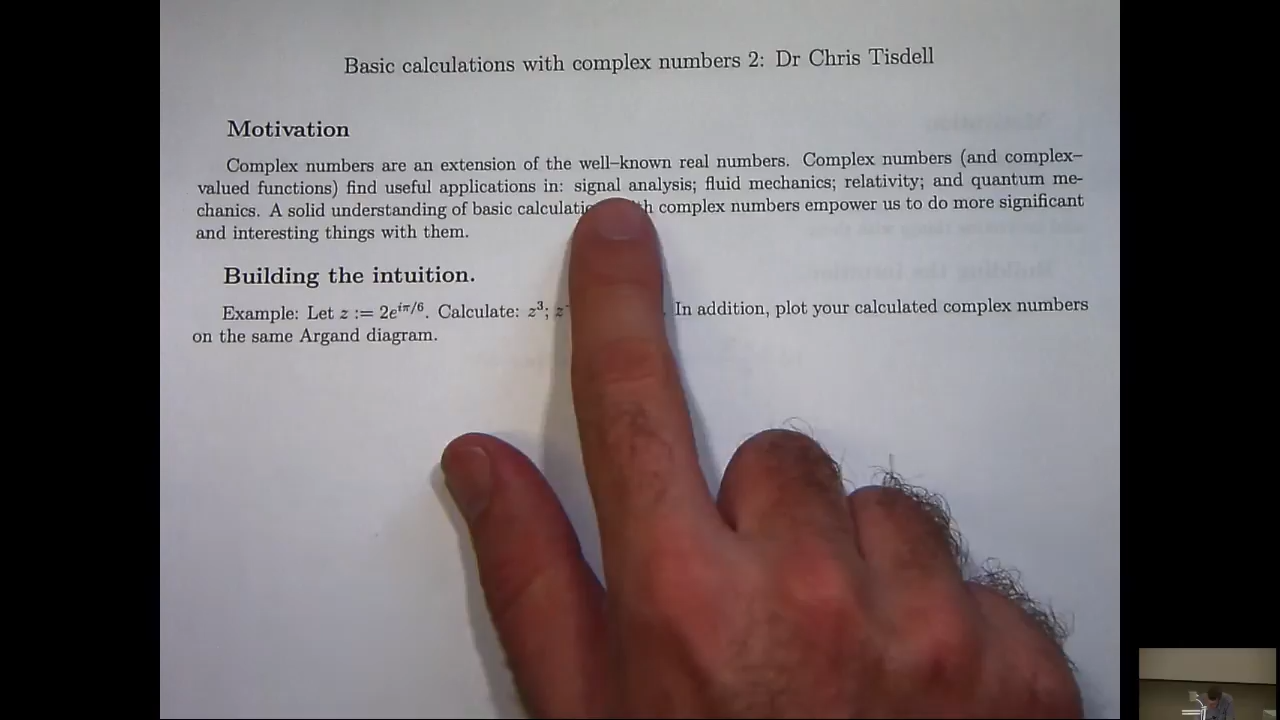 Basic calculations with complex numbers 2: Dr Chris Tisdell
Motivation
Complex numbers are an extension of the well–known real numbers. Complex numbers (and complex–
valued functions) find useful applications in: signal analysis; fluid mechanics; relativity; and quantum me-
chanics. A solid understanding of basic complex numbers empower us to do more significant
and interesting things with them.
Building the intuition.
Example: Let z := 2e^{iπ/6}. Calculate: z³; In addition, plot your calculated complex numbers
on the same Argand diagram.